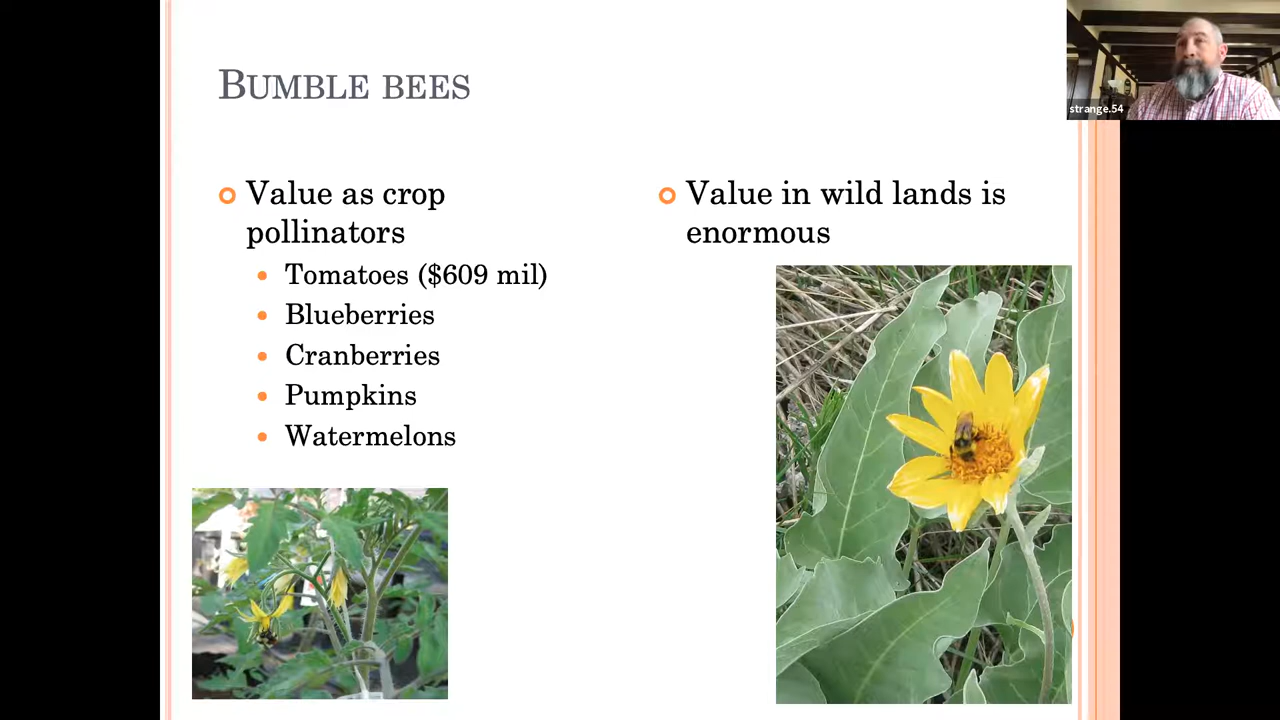 BUMBLE BEES
strange.54
Value as crop
pollinators
Tomatoes ($609 mil)
Blueberries
Cranberries
Pumpkins
Watermelons
Value in wild lands is
enormous